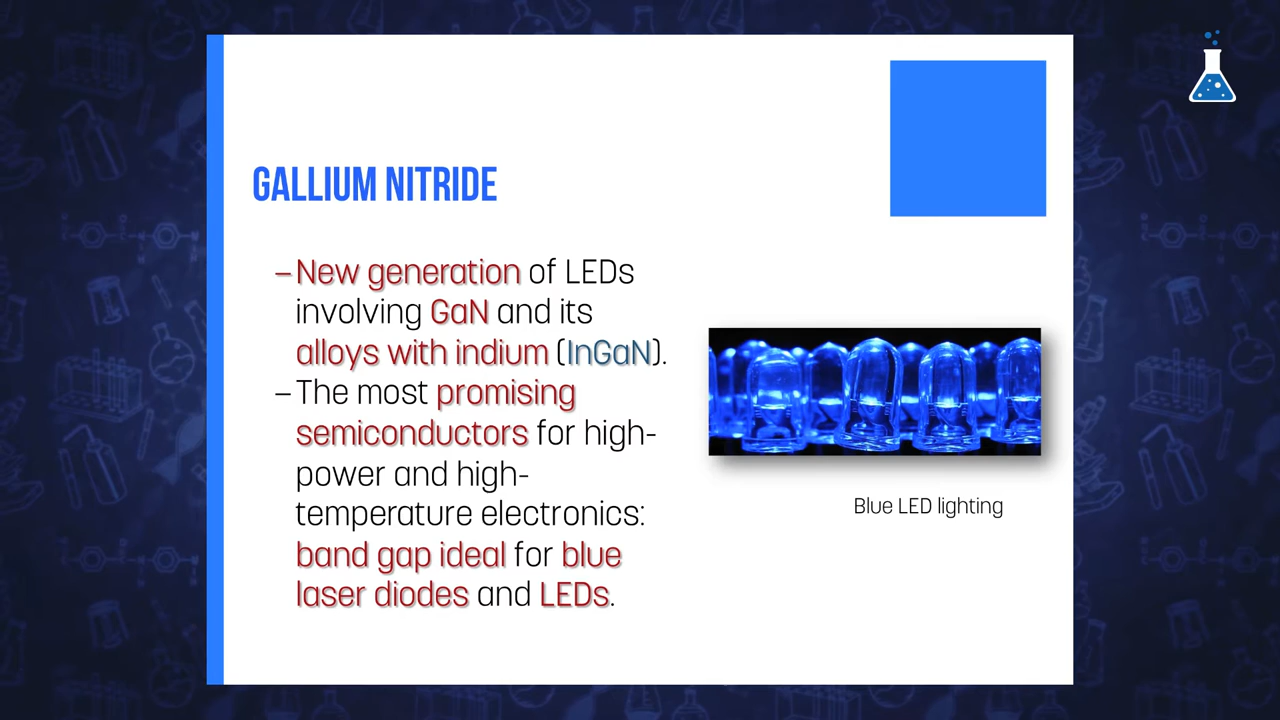 GALLIUM NITRIDE
– New generation of LEDs
involving GaN and its
alloys with indium (InGaN).
– The most promising
semiconductors for high-
power and high-
temperature electronics:
band gap ideal for blue
laser diodes and LEDs.
Blue LED lighting